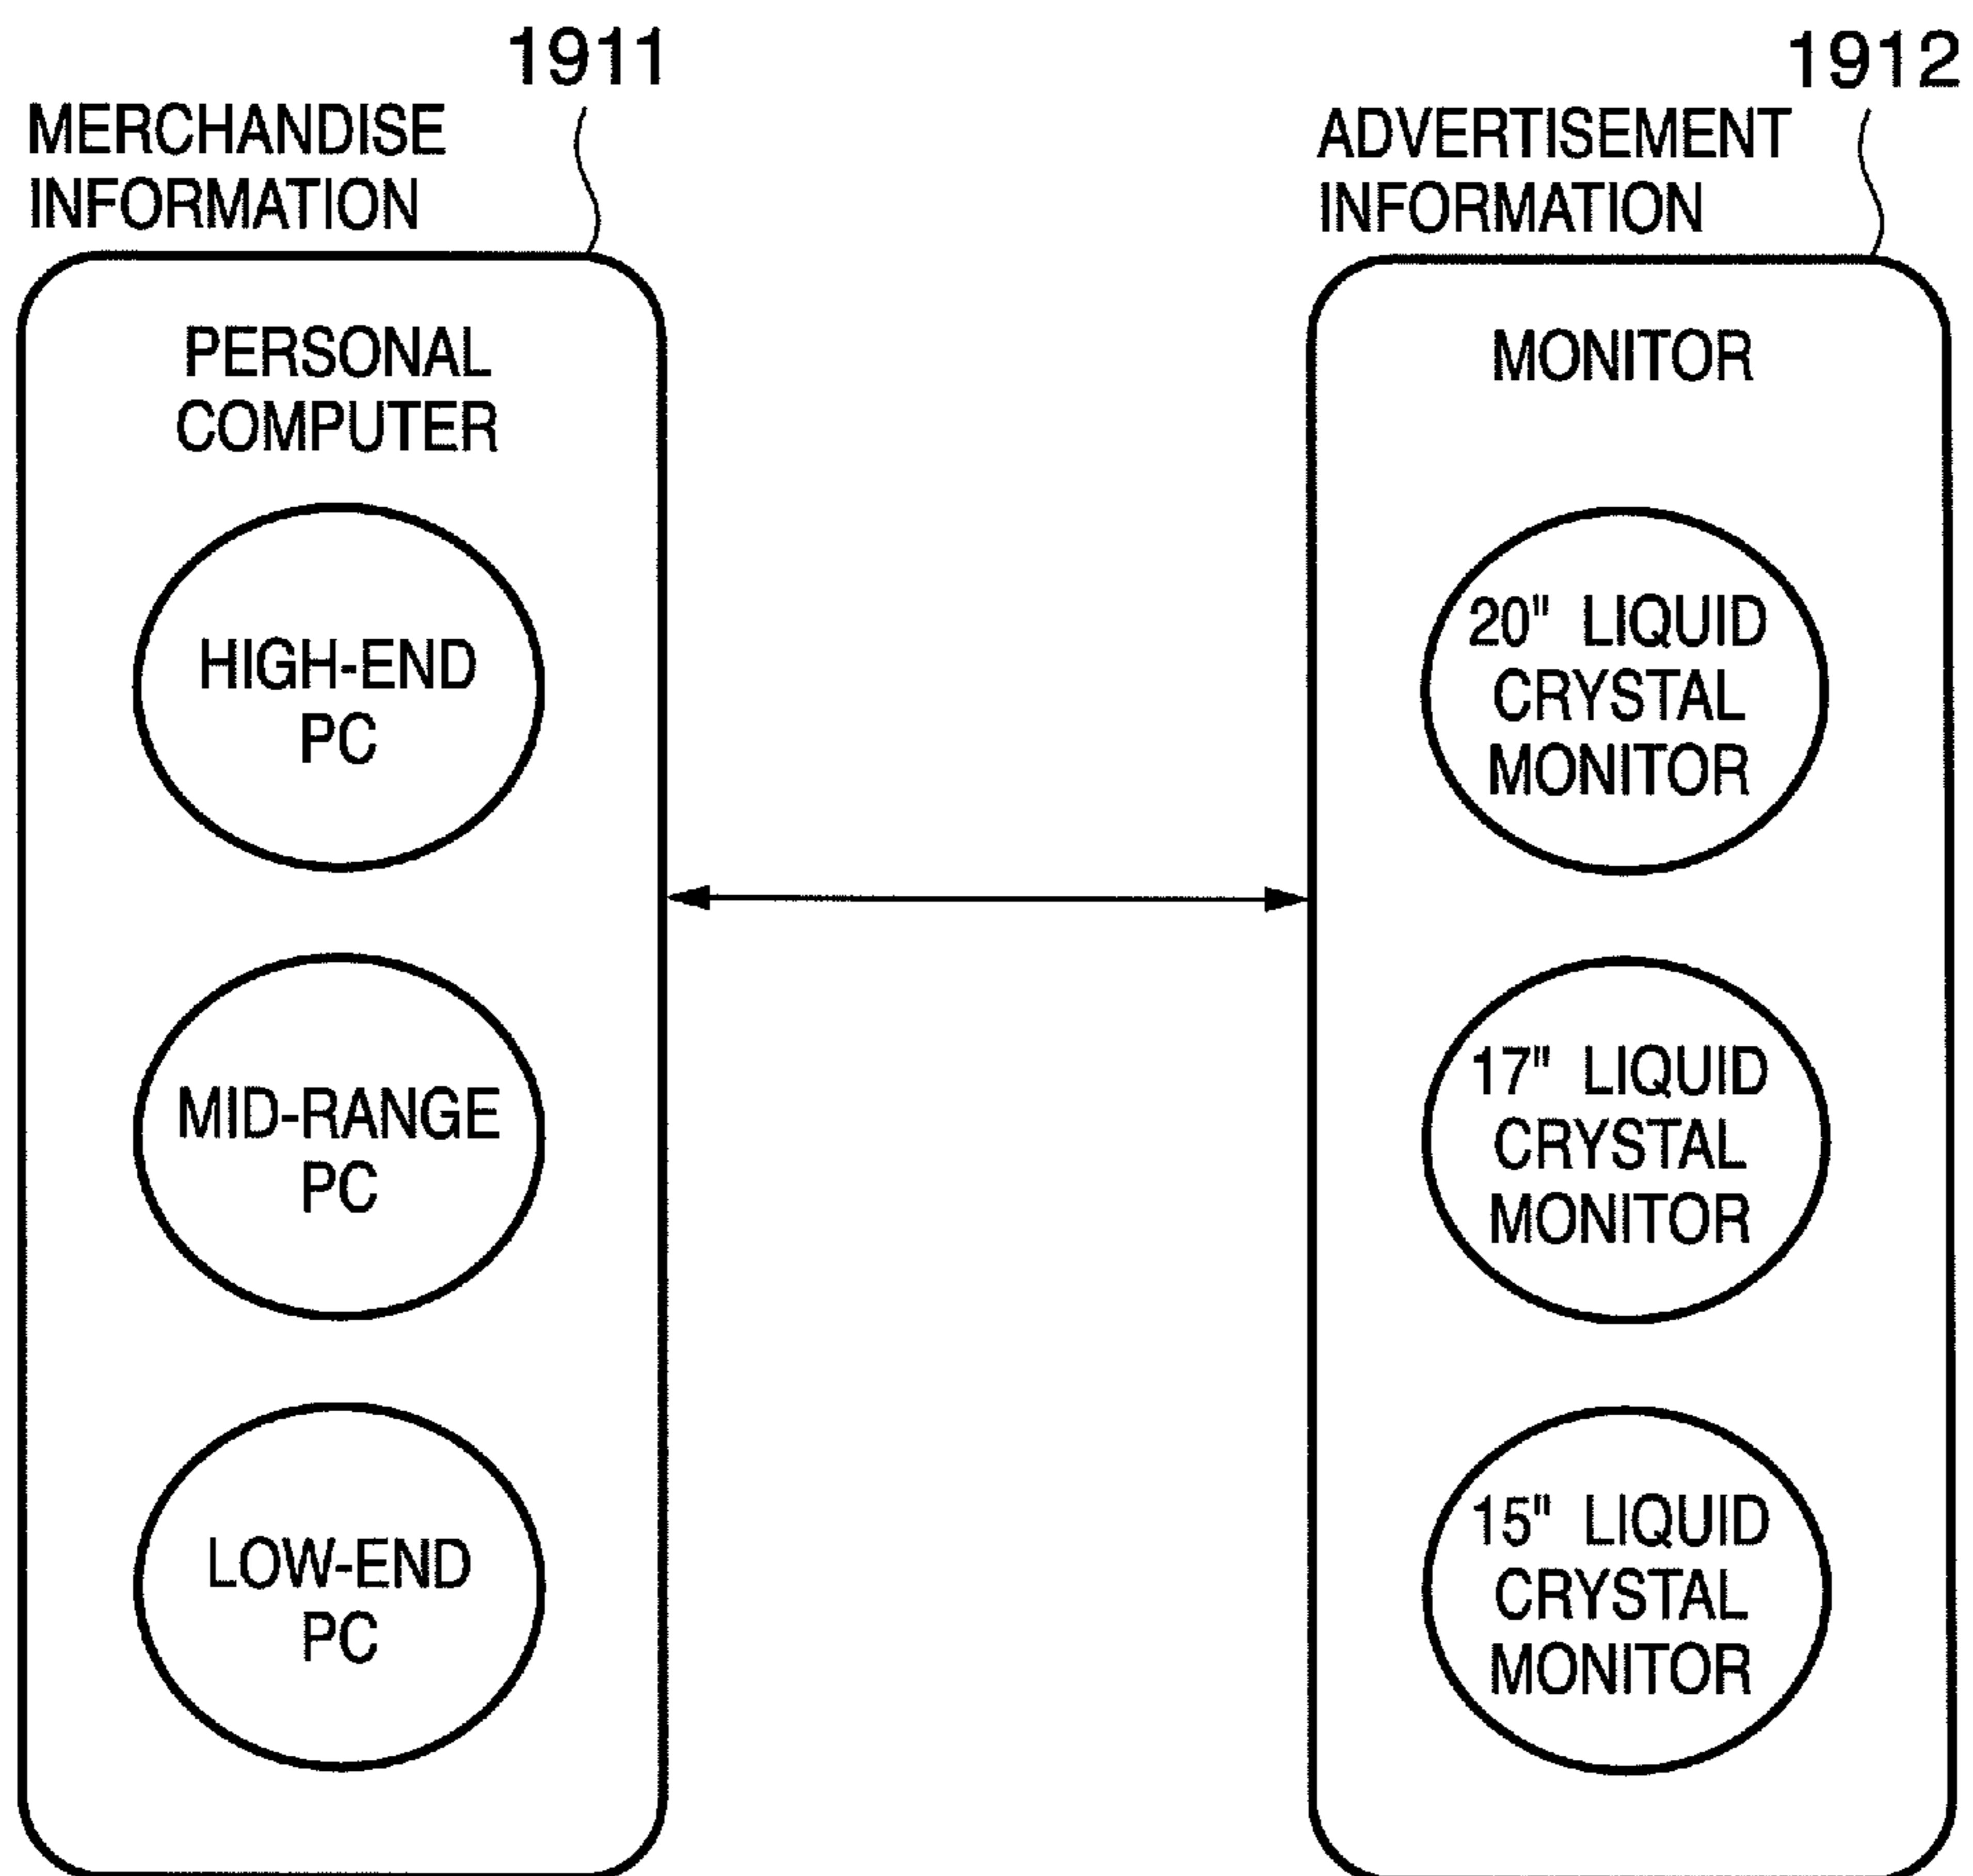 1911
MERCHANDISE
INFORMATION
PERSONAL
COMPUTER
HIGH-END
PC
MID-RANGE
PC
LOW-END
PC
1912
ADVERTISEMENT
INFORMATION
MONITOR
20" LIQUID
CRYSTAL
MONITOR
17" LIQUID
CRYSTAL
MONITOR
15" LIQUID
CRYSTAL
MONITOR